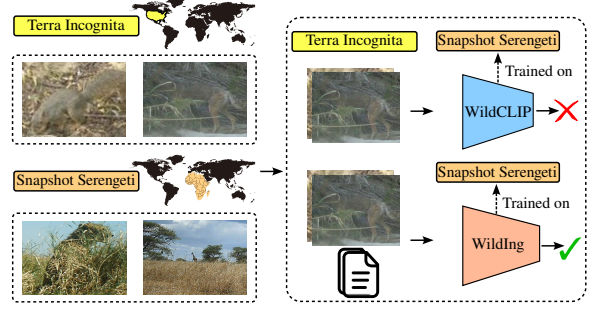 Terra Incognita
Snapshot Serengeti
Terra Incognita
Snapshot Serengeti
Trained on
WildCLIP
Snapshot Serengeti
Trained on
WildIng